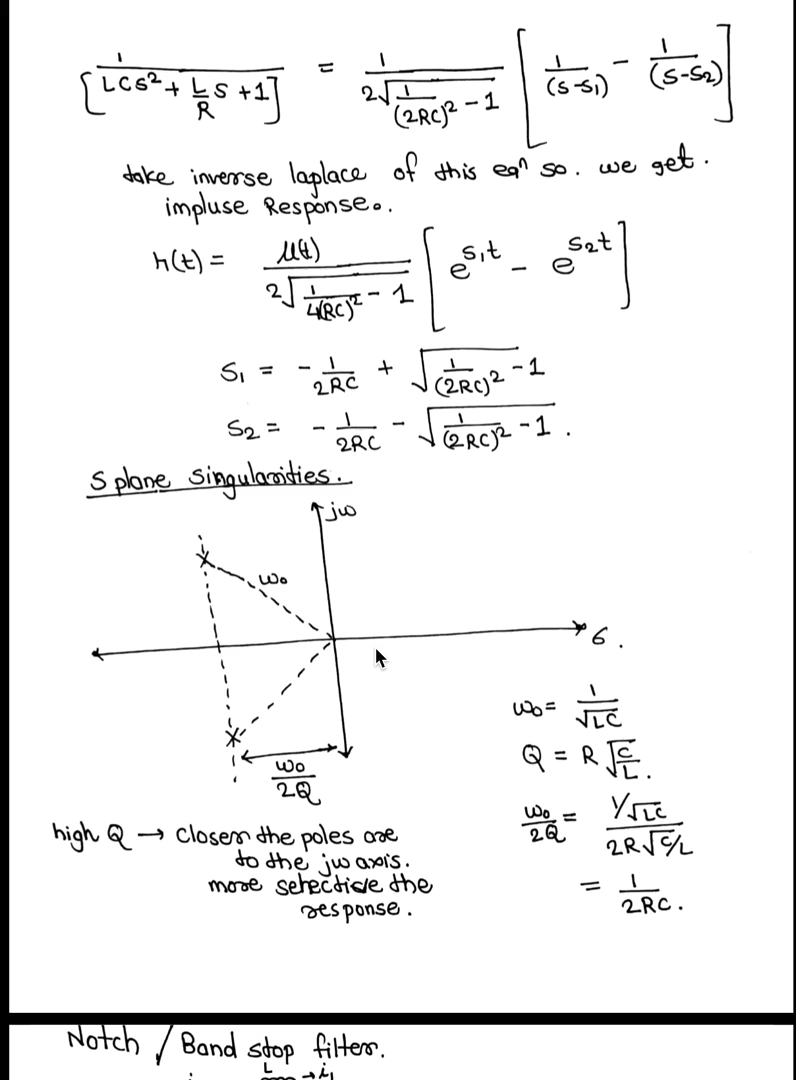 1 / [LCS² + L/R S + 1] = 1 / 2√(1/(2RC)² - 1) [ 1/(S-S₁) - 1/(S-S₂) ]
take inverse laplace of this eqⁿ so. we get.
impluse Response..
h(t) = u(t) / 2√(1/4(RC)² - 1) [ e^{S₁t} - e^{S₂t} ]
S₁ = - 1/2RC + √(1/(2RC)² - 1)
S₂ = - 1/2RC - √(1/(2RC)² - 1) .
S plane Singularities.
jω
ω₀
σ .
ω₀ = 1/√LC
Q = R √C/L .
ω₀/2Q
ω₀/2Q = 1/√LC / 2R√C/L
= 1/2RC .
high Q → Closer the poles are
to the jω axis.
more selective the
response .
Notch / Band stop filter.
L → i₁